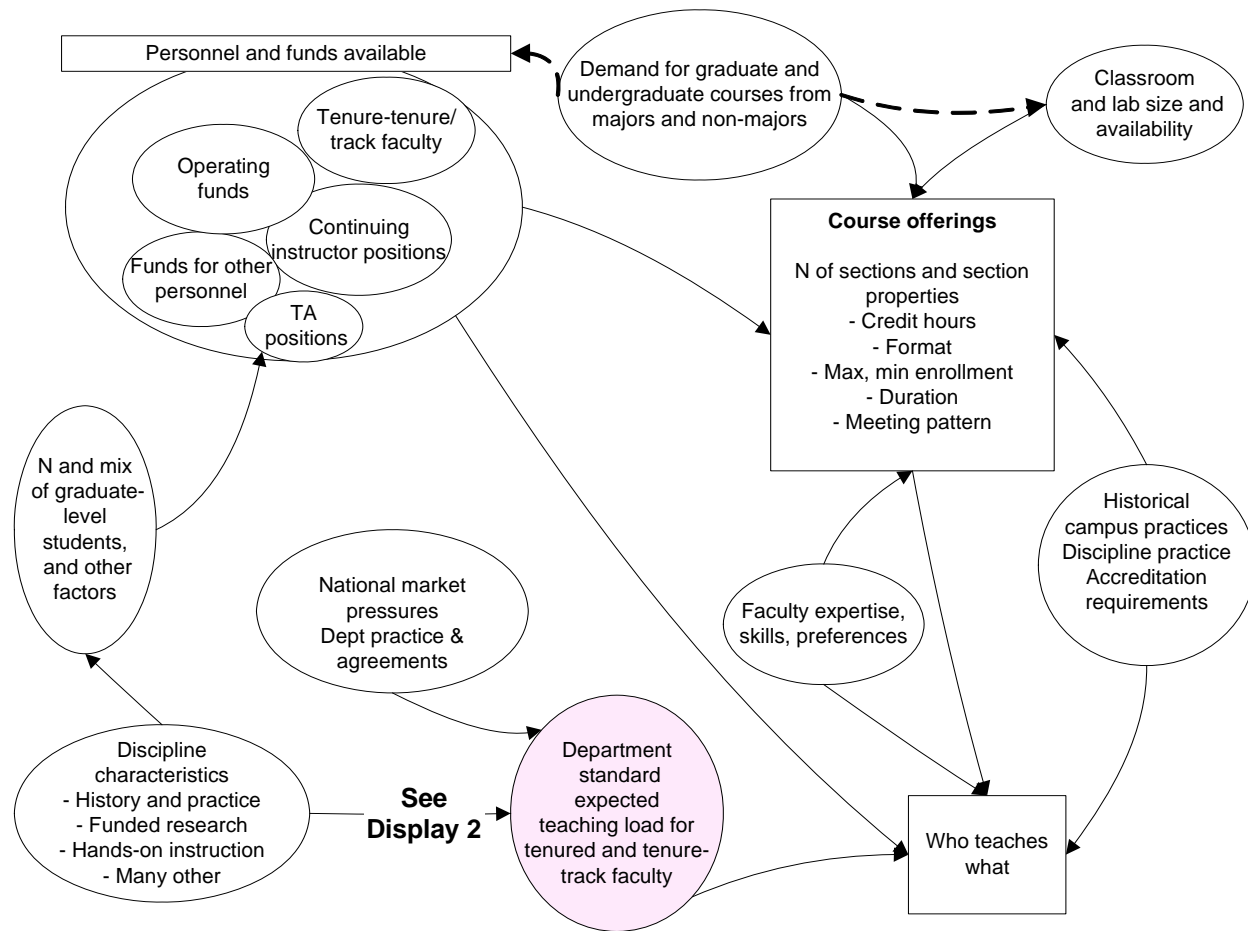 Personnel and funds available
Demand for graduate and
undergraduate courses from
majors and non-majors
Classroom
and lab size and
availability
Tenure-tenure/
track faculty
Operating
funds
Continuing
instructor positions
Funds for other
personnel
TA
positions
Course offerings
N of sections and section
properties
- Credit hours
- Format
- Max, min enrollment
- Duration
- Meeting pattern
N and mix
of graduate-
level
students,
and other
factors
Historical
campus practices
Discipline practice
Accreditation
requirements
National market
pressures
Dept practice &
agreements
Faculty expertise,
skills, preferences
Discipline
characteristics
- History and practice
- Funded research
- Hands-on instruction
- Many other
See
Display 2
Department
standard
expected
teaching load for
tenured and tenure-
track faculty
Who teaches
what